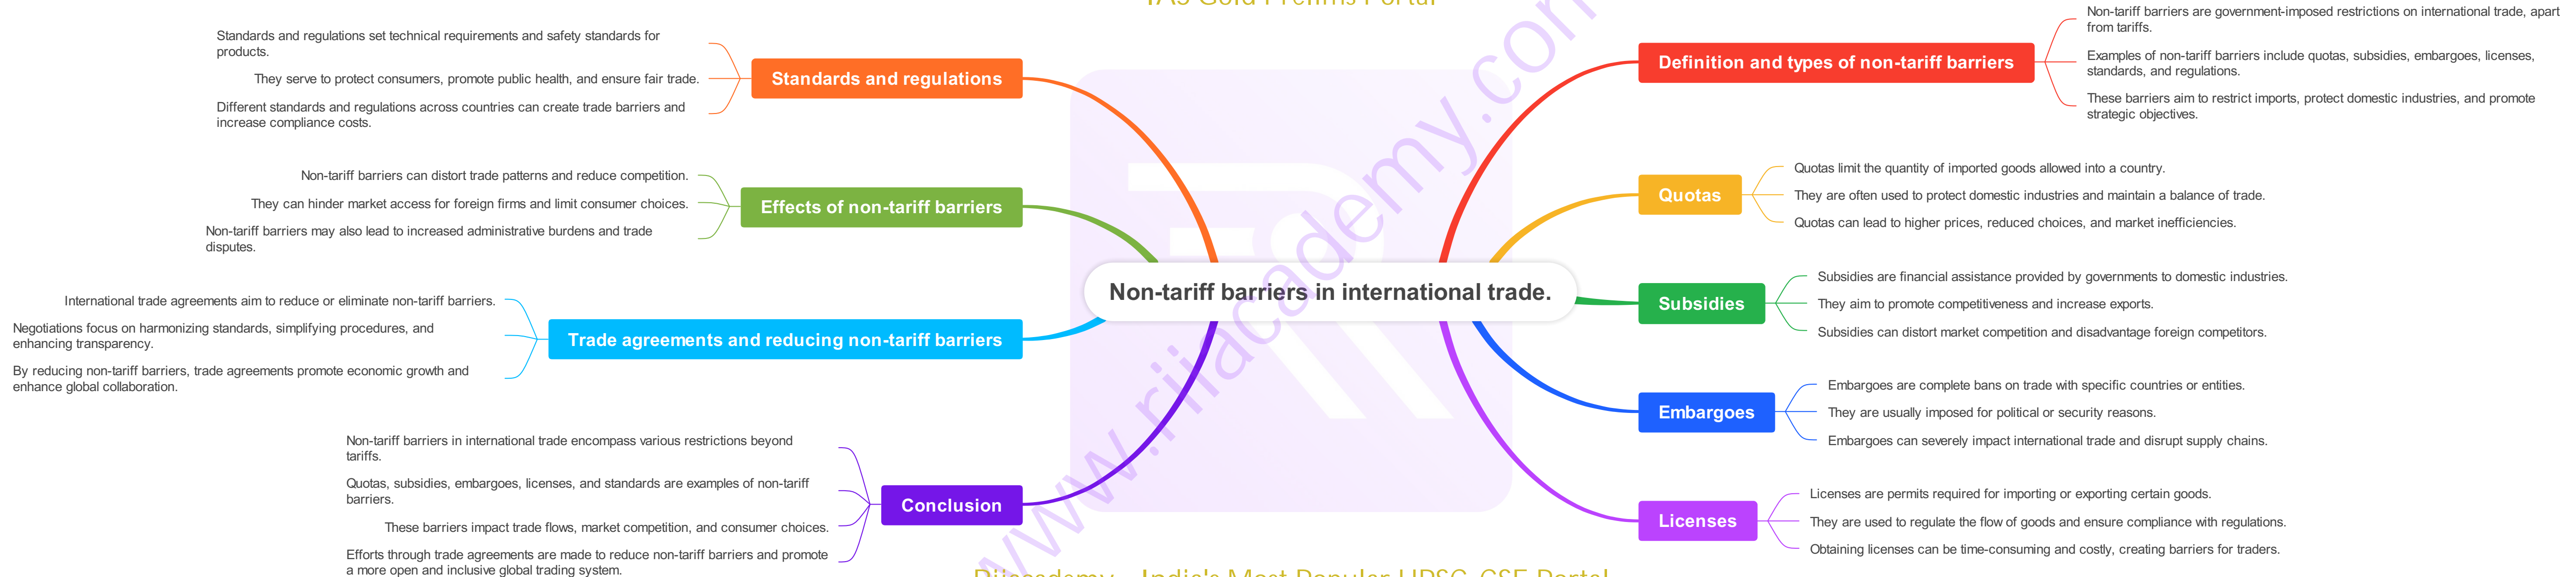 IAS Gold Prelims Portal
Non-tariff barriers in international trade.
Definition and types of non-tariff barriers
Non-tariff barriers are government-imposed restrictions on international trade, apart
from tariffs.
Examples of non-tariff barriers include quotas, subsidies, embargoes, licenses,
standards, and regulations.
These barriers aim to restrict imports, protect domestic industries, and promote
strategic objectives.
Quotas
Quotas limit the quantity of imported goods allowed into a country.
They are often used to protect domestic industries and maintain a balance of trade.
Quotas can lead to higher prices, reduced choices, and market inefficiencies.
Subsidies
Subsidies are financial assistance provided by governments to domestic industries.
They aim to promote competitiveness and increase exports.
Subsidies can distort market competition and disadvantage foreign competitors.
Embargoes
Embargoes are complete bans on trade with specific countries or entities.
They are usually imposed for political or security reasons.
Embargoes can severely impact international trade and disrupt supply chains.
Licenses
Licenses are permits required for importing or exporting certain goods.
They are used to regulate the flow of goods and ensure compliance with regulations.
Obtaining licenses can be time-consuming and costly, creating barriers for traders.
Standards and regulations
Standards and regulations set technical requirements and safety standards for
products.
They serve to protect consumers, promote public health, and ensure fair trade.
Different standards and regulations across countries can create trade barriers and
increase compliance costs.
Effects of non-tariff barriers
Non-tariff barriers can distort trade patterns and reduce competition.
They can hinder market access for foreign firms and limit consumer choices.
Non-tariff barriers may also lead to increased administrative burdens and trade
disputes.
Trade agreements and reducing non-tariff barriers
International trade agreements aim to reduce or eliminate non-tariff barriers.
Negotiations focus on harmonizing standards, simplifying procedures, and
enhancing transparency.
By reducing non-tariff barriers, trade agreements promote economic growth and
enhance global collaboration.
Conclusion
Non-tariff barriers in international trade encompass various restrictions beyond
tariffs.
Quotas, subsidies, embargoes, licenses, and standards are examples of non-tariff
barriers.
These barriers impact trade flows, market competition, and consumer choices.
Efforts through trade agreements are made to reduce non-tariff barriers and promote
a more open and inclusive global trading system.
www.riiacademy.com
Riiacademy - India's Most Popular UPSC-CSE Portal